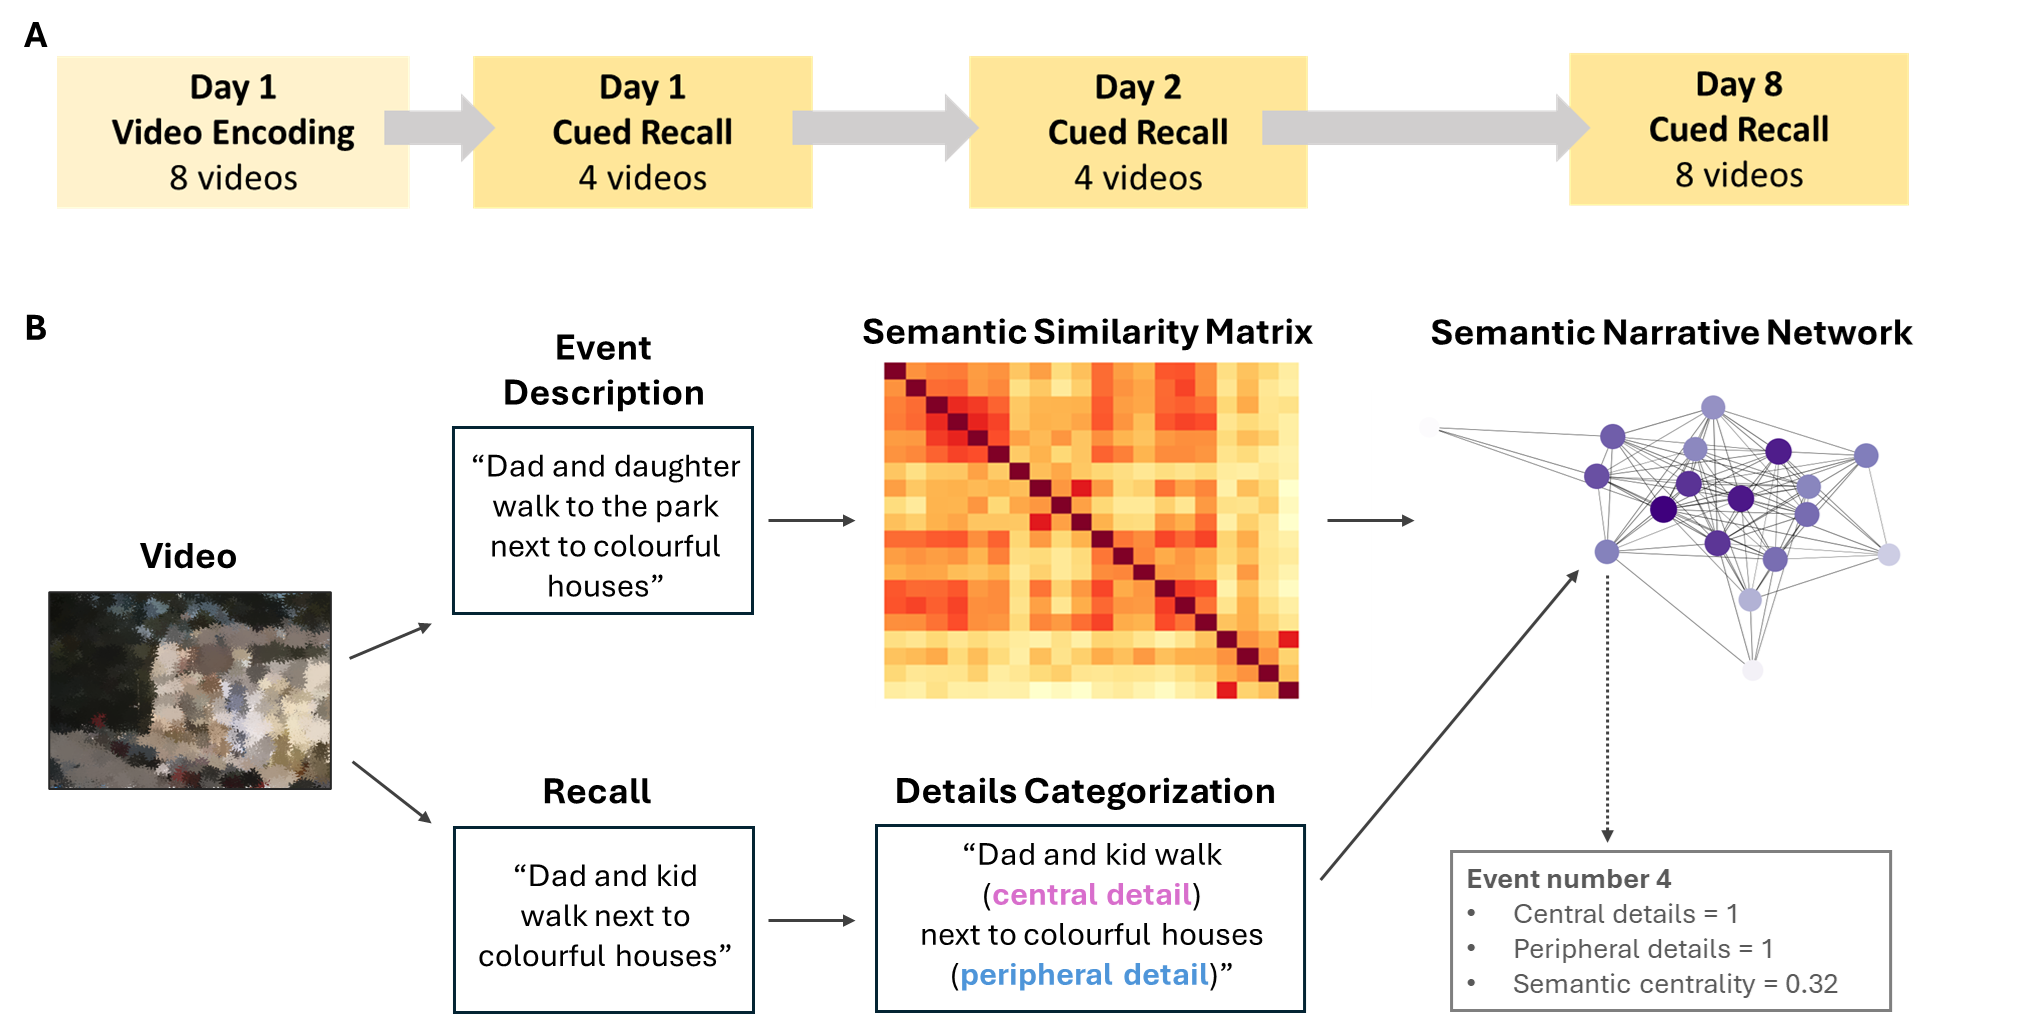 A
Day 1
Video Encoding
8 videos
Day 1
Cued Recall
4 videos
Day 2
Cued Recall
4 videos
Day 8
Cued Recall
8 videos
B
Video
Event
Description
“Dad and daughter
walk to the park
next to colourful
houses”
Semantic Similarity Matrix
Semantic Narrative Network
Recall
“Dad and kid
walk next to
colourful houses”
Details Categorization
“Dad and kid walk
(central detail)
next to colourful houses
(peripheral detail)”
Event number 4
• Central details = 1
• Peripheral details = 1
• Semantic centrality = 0.32